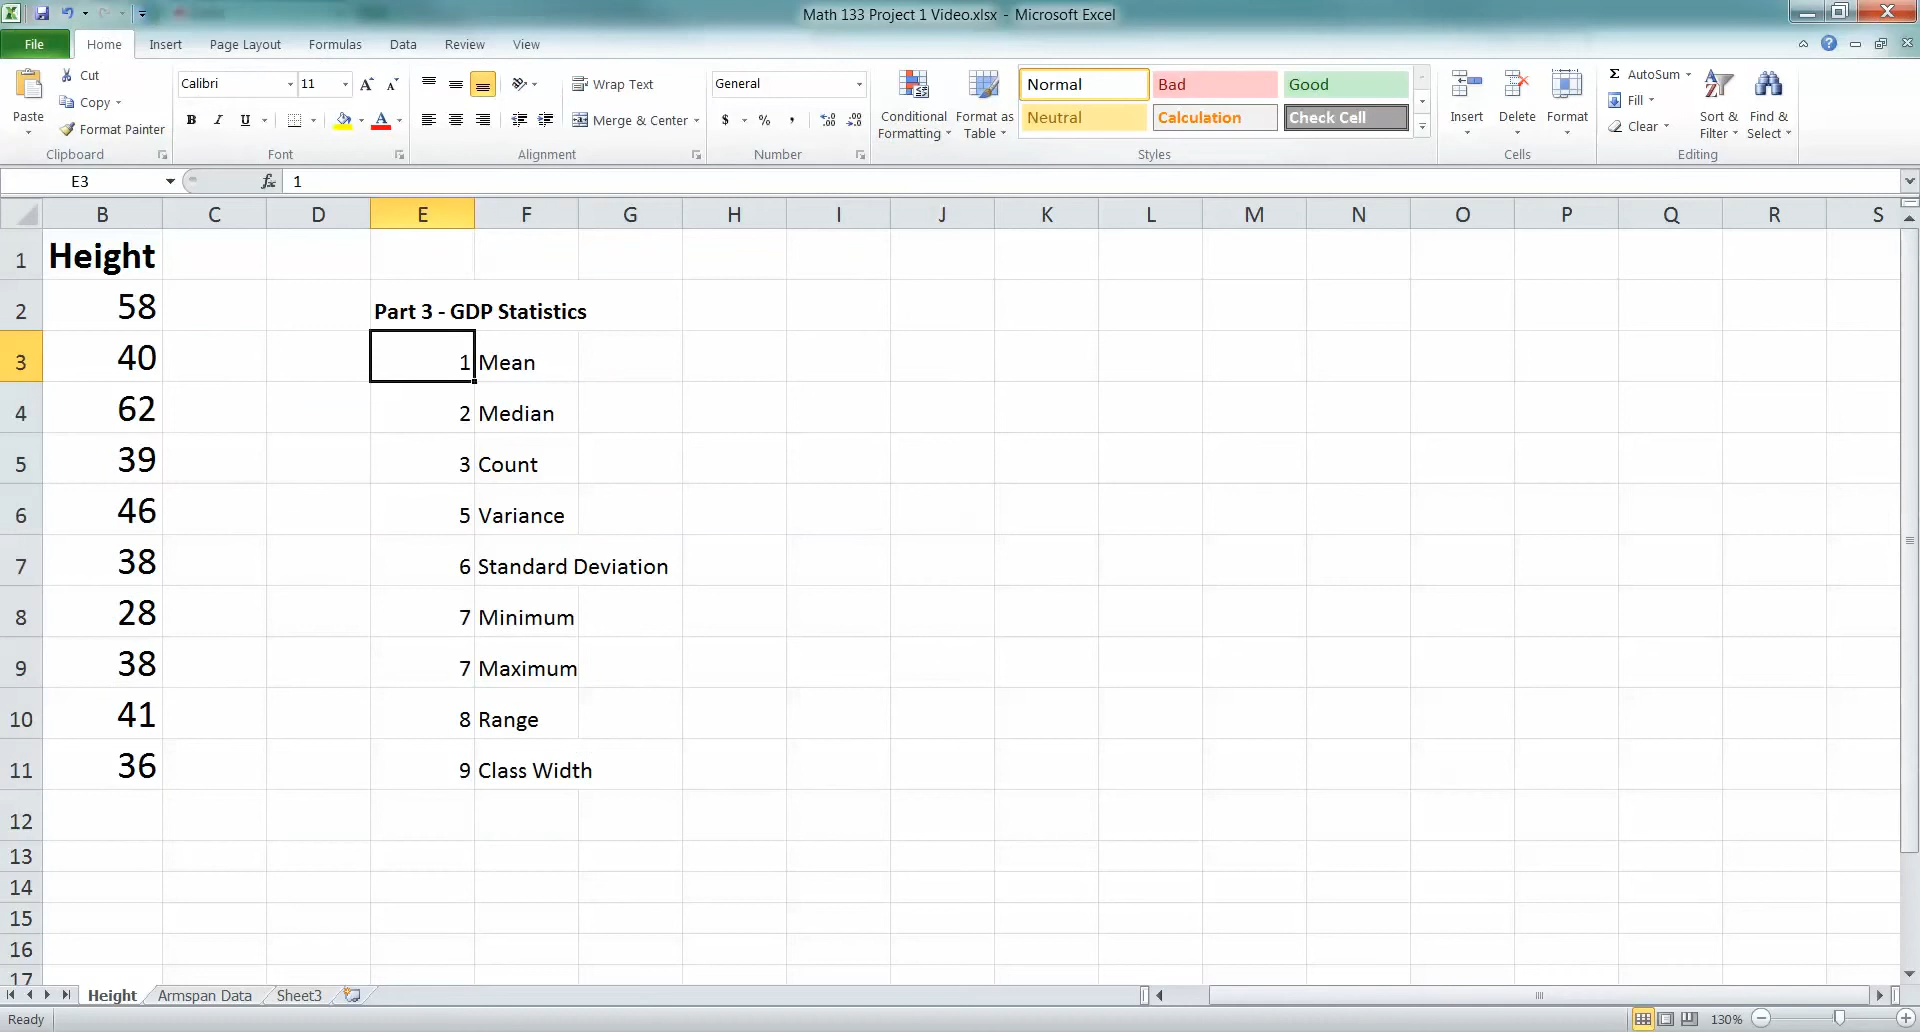 Math 133 Project 1 Video.xlsx - Microsoft Excel
File Home Insert Page Layout Formulas Data Review View
Paste
Cut
Copy
Format Painter
Clipboard
Calibri 11
B I U
Font
Wrap Text
Merge & Center
Alignment
General
$ % ,
Number
Conditional Formatting
Format as Table
Normal Bad Good
Neutral Calculation Check Cell
Styles
Insert Delete Format
Cells
Σ AutoSum
Fill
Clear
Sort & Filter
Find & Select
Editing
E3 fx 1
B C D E F G H I J K L M N O P Q R S
1 Height
2 58 Part 3 - GDP Statistics
3 40 1 Mean
4 62 2 Median
5 39 3 Count
6 46 5 Variance
7 38 6 Standard Deviation
8 28 7 Minimum
9 38 7 Maximum
10 41 8 Range
11 36 9 Class Width
12
13
14
15
16
17
Height Armspan Data Sheet3
Ready 130%